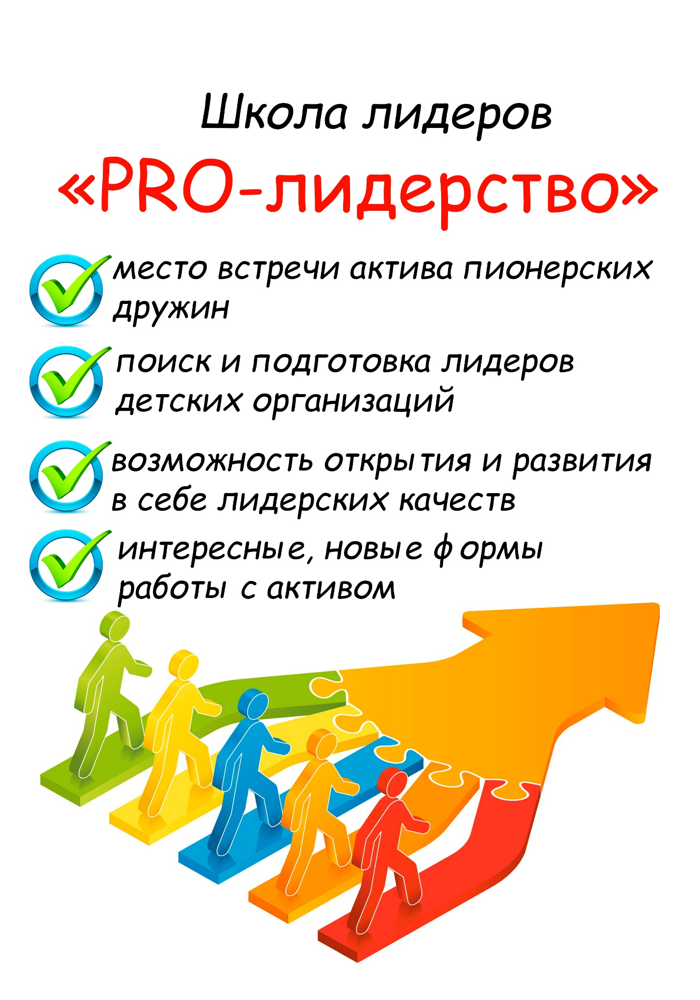 Школа лидеров
«PRO-лидерство»
место встречи актива пионерских
дружин
поиск и подготовка лидеров
детских организаций
возможность открытия и развития
в себе лидерских качеств
интересные, новые формы
работы с активом